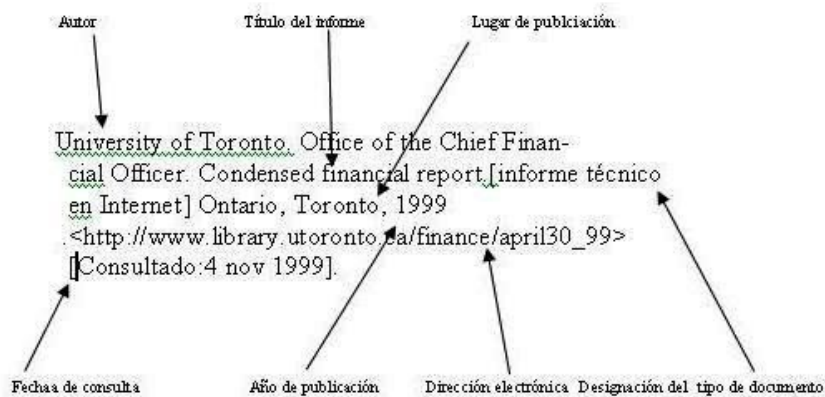 Autor Título del informe Lugar de publciación
University of Toronto. Office of the Chief Finan-
cial Officer. Condensed financial report.[informe técnico
en Internet] Ontario, Toronto, 1999
.<http://www.library.utoronto.ca/finance/april30_99>
[Consultado:4 nov 1999].
Fechaa de consulta Año de publicación Dirección electrónica Designación del tipo de documento